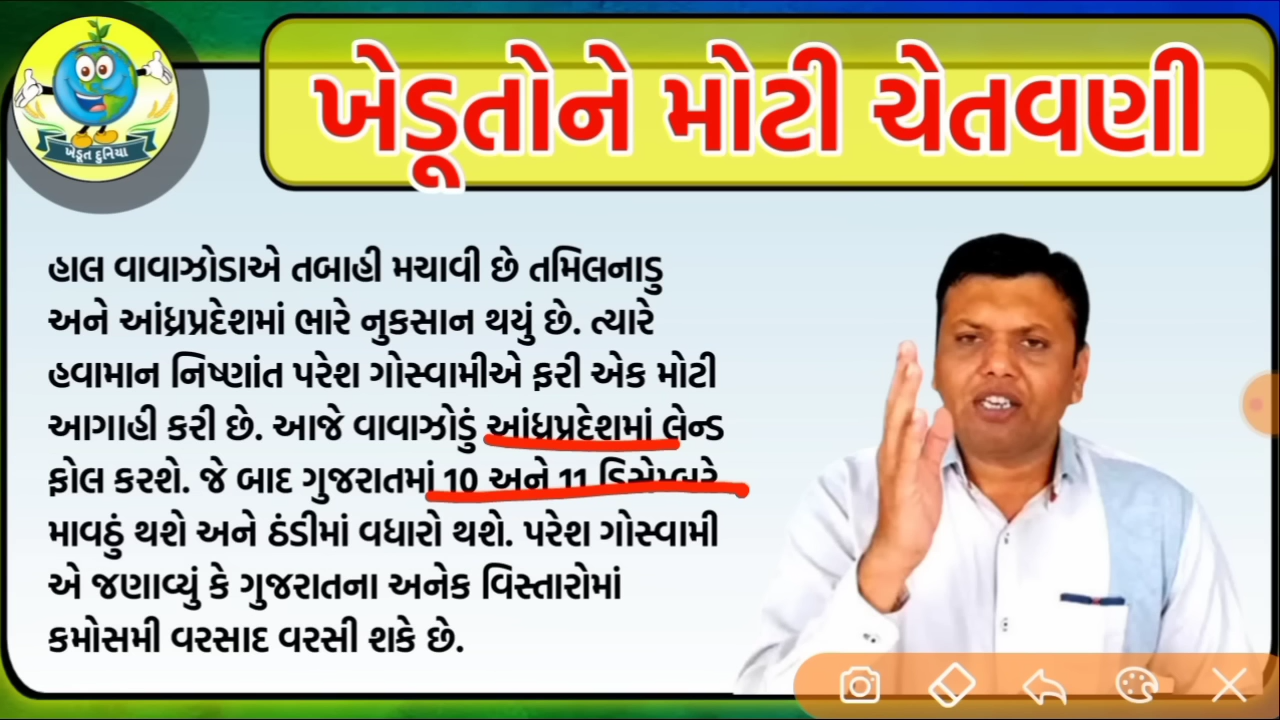 ખેડૂતોને મોટી ચેતવણી
ખેડૂત દુનિયા
હાલ વાવાઝોડાએ તબાહી મચાવી છે તમિલનાડુ
અને આંધ્રપ્રદેશમાં ભારે નુકસાન થયું છે. ત્યારે
હવામાન નિષ્ણાંત પરેશ ગોસ્વામીએ ફરી એક મોટી
આગાહી કરી છે. આજે વાવાઝોડું આંધ્રપ્રદેશમાં લેન્ડ
ફોલ કરશે. જે બાદ ગુજરાતમાં 10 અને 11 ડિસેમ્બરે
માવઠું થશે અને ઠંડીમાં વધારો થશે. પરેશ ગોસ્વામી
એ જણાવ્યું કે ગુજરાતના અનેક વિસ્તારોમાં
કમોસમી વરસાદ વરસી શકે છે.